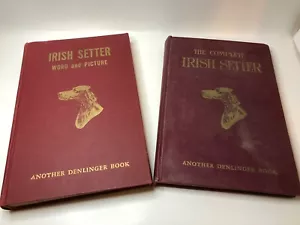 IRISH SETTER
WORD and PICTURE
ANOTHER DENLINGER BOOK
THE COMPLETE
IRISH SETTER
ANOTHER DENLINGER BOOK